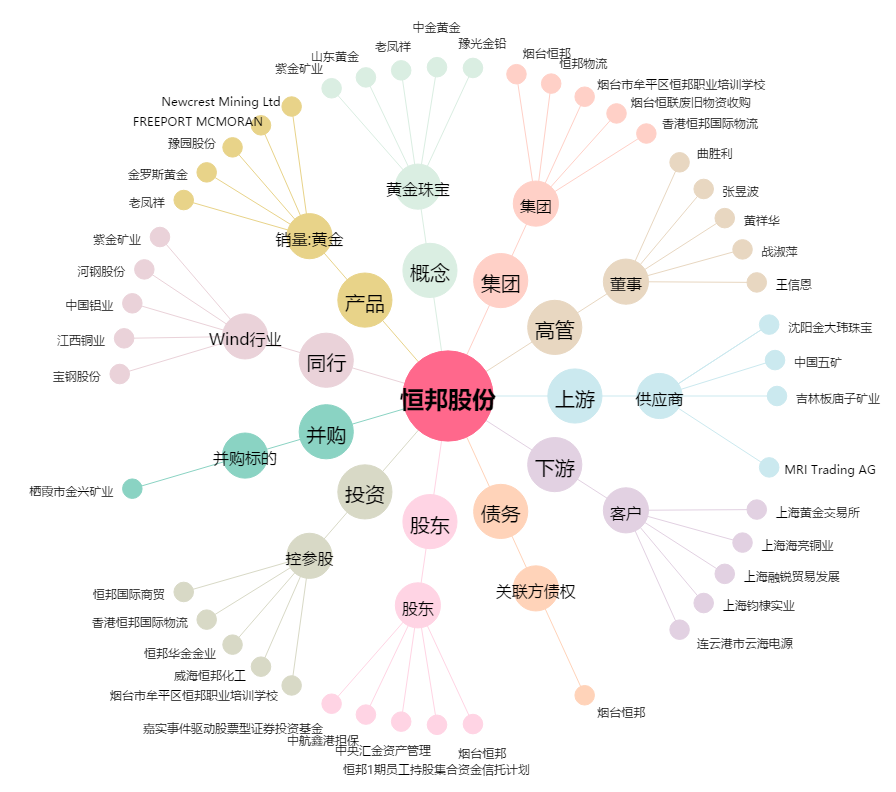 中金黄金
老凤祥
豫光金铅
山东黄金
紫金矿业
黄金珠宝
概念
烟台恒邦
恒邦物流
烟台市牟平区恒邦职业培训学校
烟台恒联废旧物资收购
香港恒邦国际物流
集团
集团
曲胜利
张昱波
黄祥华
战淑萍
王信恩
董事
高管
沈阳金大玮珠宝
中国五矿
吉林板庙子矿业
MRI Trading AG
供应商
上游
上海黄金交易所
上海海亮铜业
上海融锐贸易发展
上海钧棣实业
连云港市云海电源
客户
下游
债务
关联方债权
烟台恒邦
股东
股东
嘉实事件驱动股票型证券投资基金
中航鑫港担保
中央汇金资产管理
恒邦1期员工持股集合资金信托计划
烟台恒邦
投资
控参股
恒邦国际商贸
香港恒邦国际物流
恒邦华金金业
威海恒邦化工
烟台市牟平区恒邦职业培训学校
并购
并购标的
栖霞市金兴矿业
同行
Wind行业
紫金矿业
河钢股份
中国铝业
江西铜业
宝钢股份
产品
销量:黄金
Newcrest Mining Ltd
FREEPORT MCMORAN
豫园股份
金罗斯黄金
老凤祥
恒邦股份